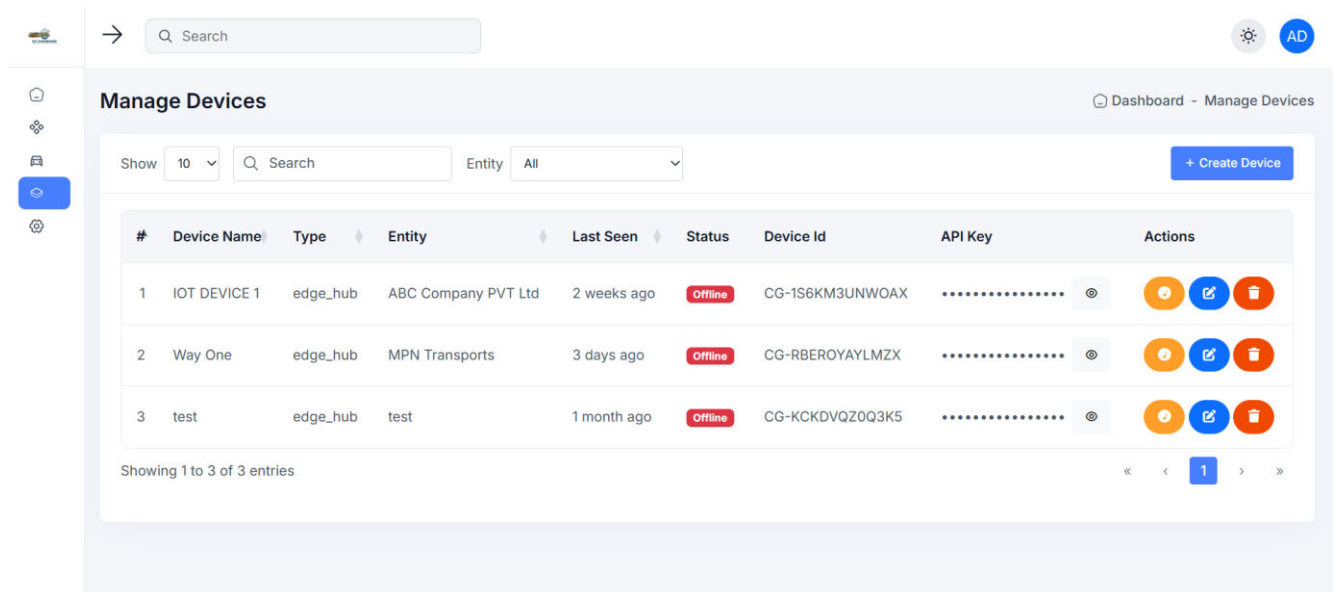 Search
AD
Manage Devices
Dashboard - Manage Devices
Show 10 Search Entity All + Create Device
# Device Name Type Entity Last Seen Status Device Id API Key Actions
1 IOT DEVICE 1 edge_hub ABC Company PVT Ltd 2 weeks ago Offline CG-1S6KM3UNWOAX ••••••••••••••••
2 Way One edge_hub MPN Transports 3 days ago Offline CG-RBEROYAYLMZX ••••••••••••••••
3 test edge_hub test 1 month ago Offline CG-KCKDVQZ0Q3K5 ••••••••••••••••
Showing 1 to 3 of 3 entries
« ‹ 1 › »